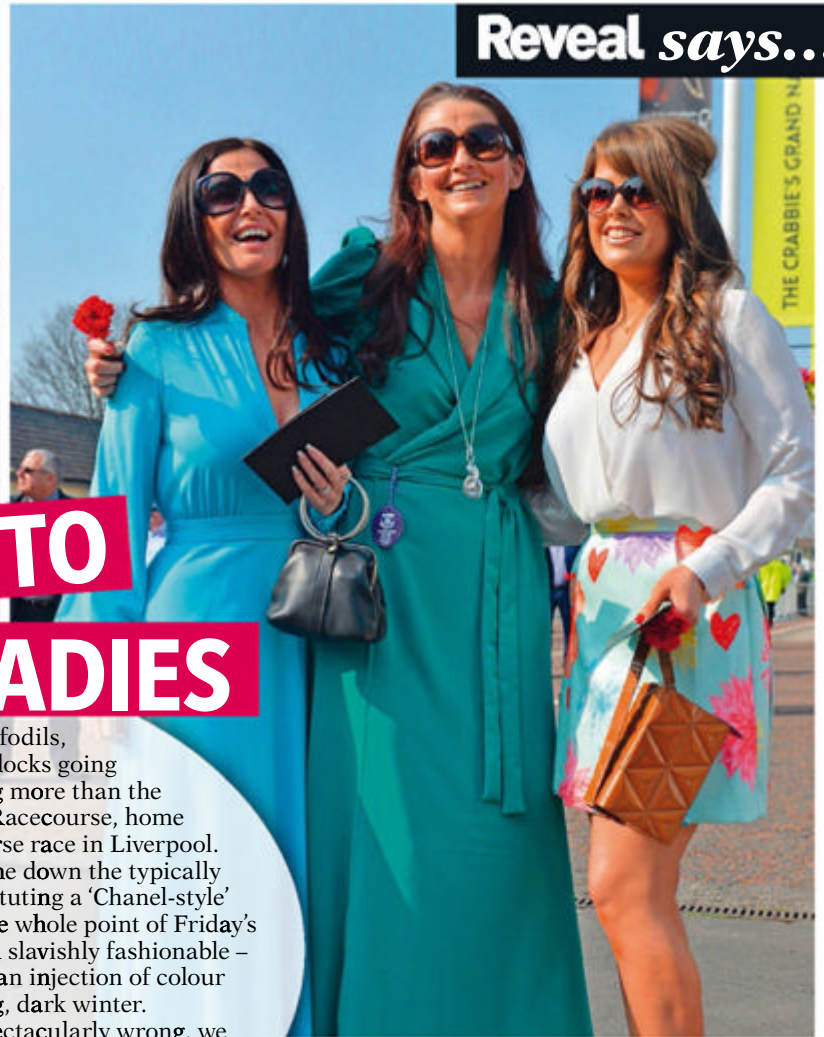 Reveal says...
THE CRABBIE'S GRAND
TO
ADIES
fodils,
locks going
more than the
Racecourse, home
rse race in Liverpool.
down the typically
tuting a ‘Chanel-style’
whole point of Friday's
slavishly fashionable –
an injection of colour
, dark winter.
ectacularly wrong, we